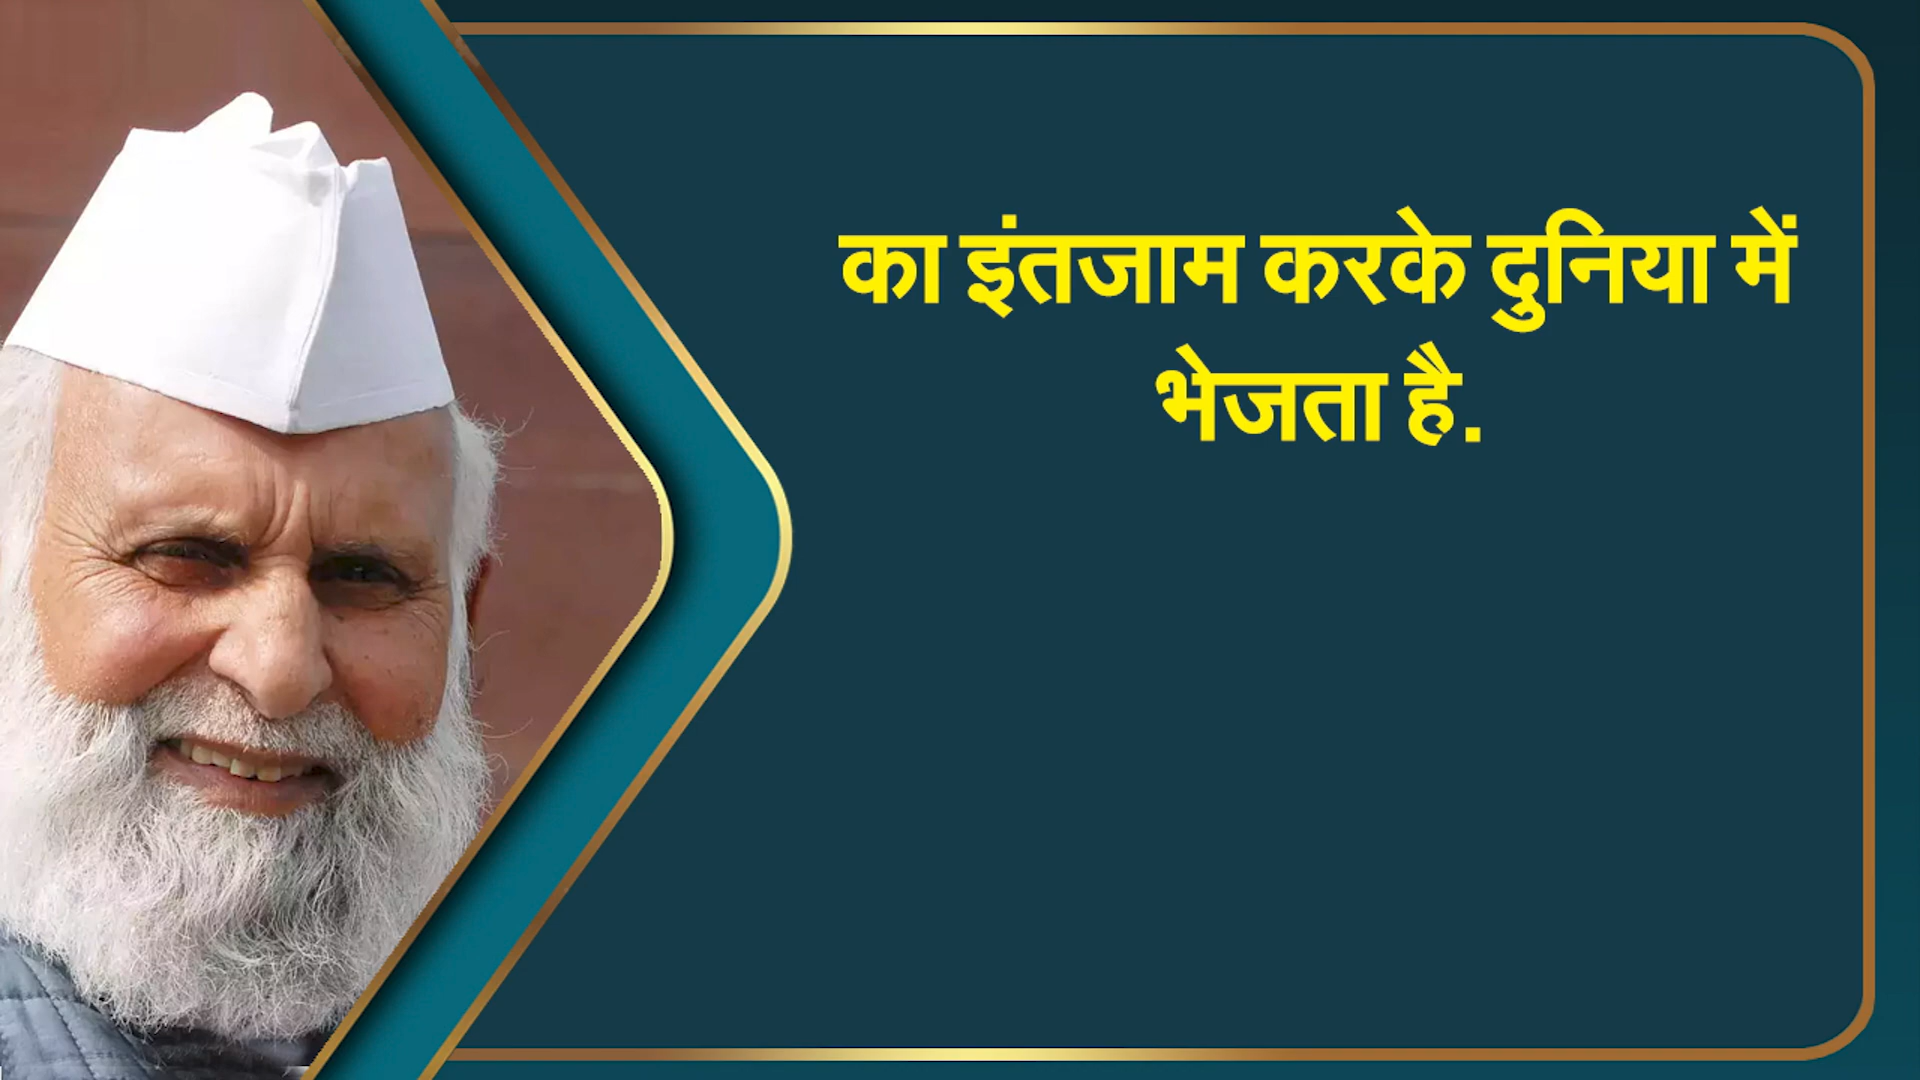 का इंतजाम करके दुनिया में
भेजता है.